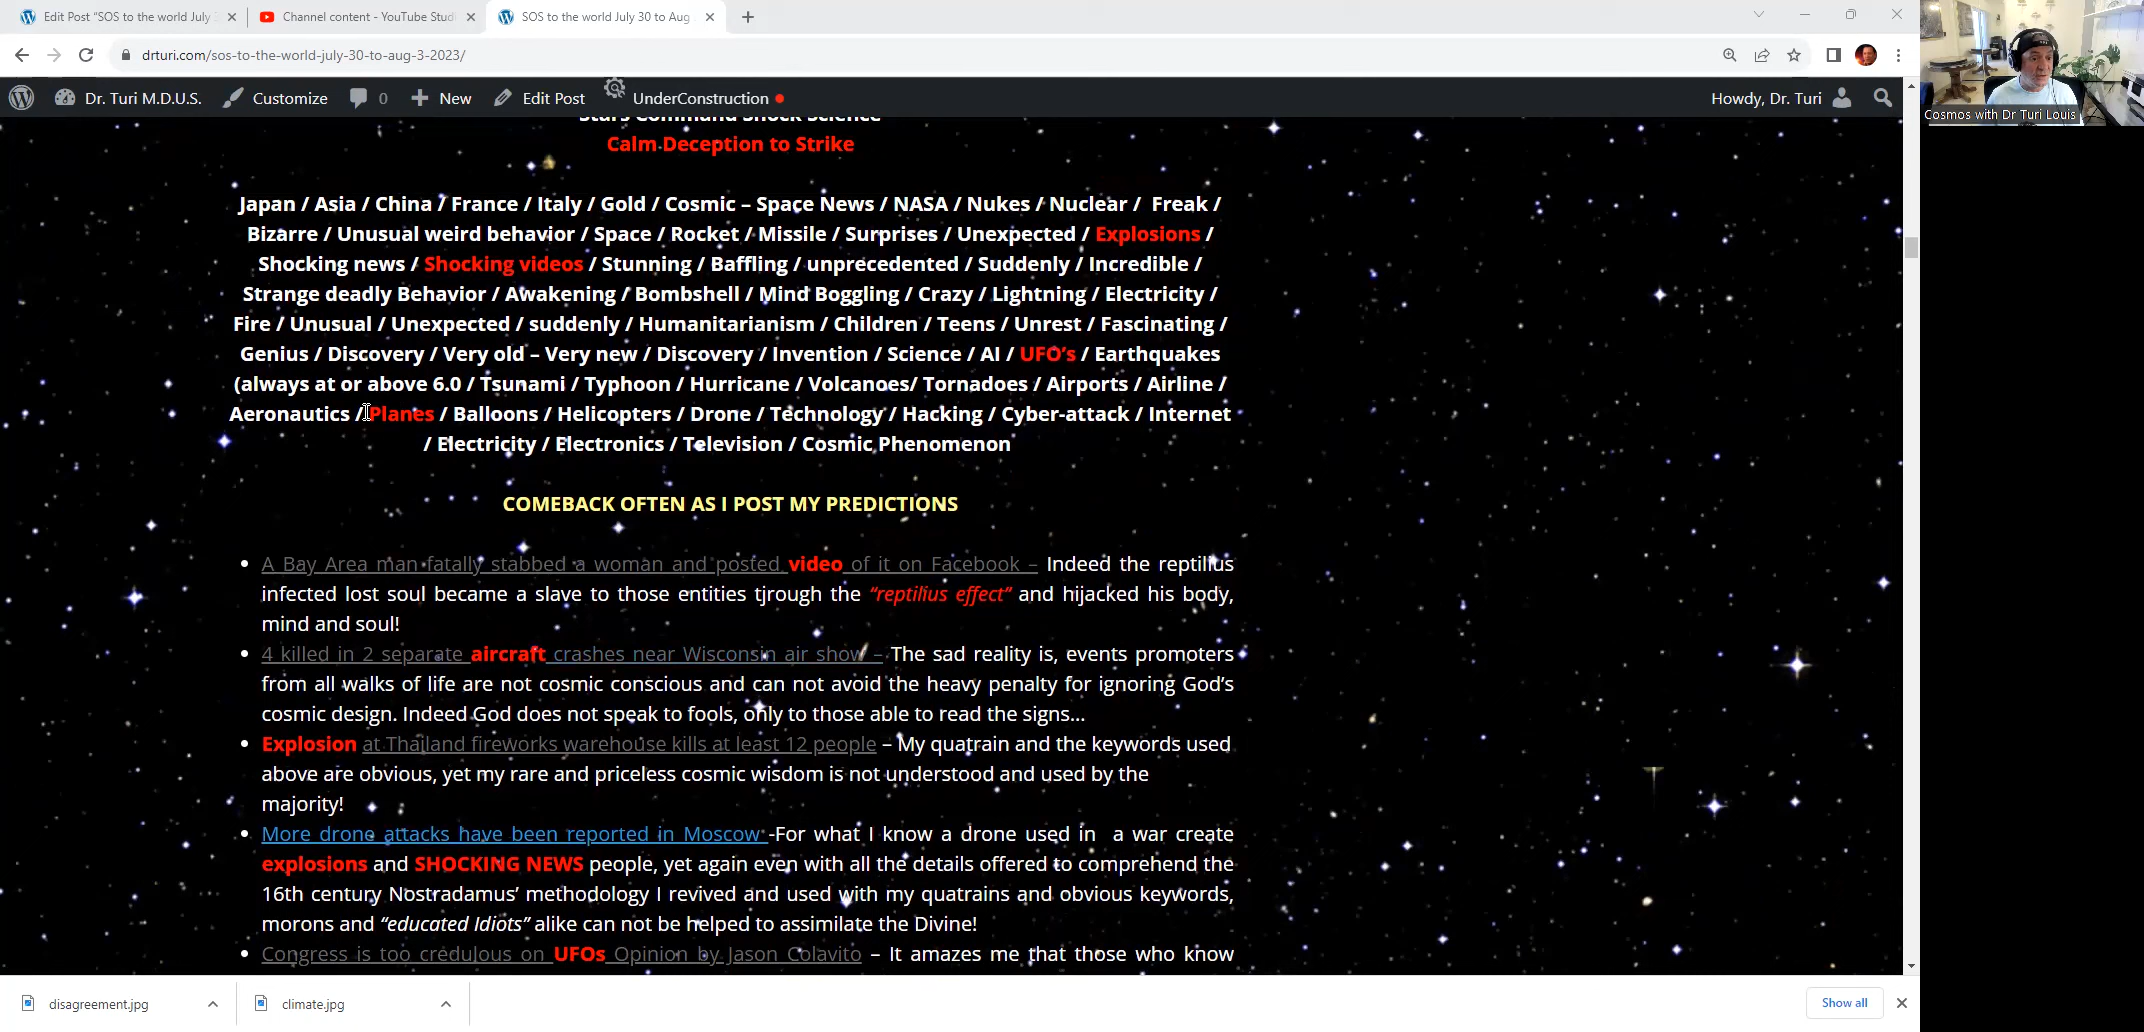 Edit Post "SOS to the world July 3
Channel content - YouTube Studi
SOS to the world July 30 to Aug
drturi.com/sos-to-the-world-july-30-to-aug-3-2023/
Dr. Turi M.D.U.S.
Customize
0
New
Edit Post
UnderConstruction
Howdy, Dr. Turi
Cosmos with Dr Turi Louis
Stars Command Shock Science
Calm Deception to Strike
Japan / Asia / China / France / Italy / Gold / Cosmic – Space News / NASA / Nukes / Nuclear / Freak /
Bizarre / Unusual weird behavior / Space / Rocket / Missile / Surprises / Unexpected / Explosions /
Shocking news / Shocking videos / Stunning / Baffling / unprecedented / Suddenly / Incredible /
Strange deadly Behavior / Awakening / Bombshell / Mind Boggling / Crazy / Lightning / Electricity /
Fire / Unusual / Unexpected / suddenly / Humanitarianism / Children / Teens / Unrest / Fascinating /
Genius / Discovery / Very old – Very new / Discovery / Invention / Science / AI / UFO's / Earthquakes
(always at or above 6.0 / Tsunami / Typhoon / Hurricane / Volcanoes/ Tornadoes / Airports / Airline /
Aeronautics / Planes / Balloons / Helicopters / Drone / Technology / Hacking / Cyber-attack / Internet
/ Electricity / Electronics / Television / Cosmic Phenomenon
COMEBACK OFTEN AS I POST MY PREDICTIONS
• A Bay Area man fatally stabbed a woman and posted video of it on Facebook – Indeed the reptilius
infected lost soul became a slave to those entities tjrough the "reptilius effect" and hijacked his body,
mind and soul!
• 4 killed in 2 separate aircraft crashes near Wisconsin air show – The sad reality is, events promoters
from all walks of life are not cosmic conscious and can not avoid the heavy penalty for ignoring God's
cosmic design. Indeed God does not speak to fools, only to those able to read the signs…
• Explosion at Thailand fireworks warehouse kills at least 12 people – My quatrain and the keywords used
above are obvious, yet my rare and priceless cosmic wisdom is not understood and used by the
majority!
• More drone attacks have been reported in Moscow -For what I know a drone used in a war create
explosions and SHOCKING NEWS people, yet again even with all the details offered to comprehend the
16th century Nostradamus' methodology I revived and used with my quatrains and obvious keywords,
morons and "educated Idiots" alike can not be helped to assimilate the Divine!
• Congress is too credulous on UFOs Opinion by Jason Colavito – It amazes me that those who know
disagreement.jpg
climate.jpg
Show all